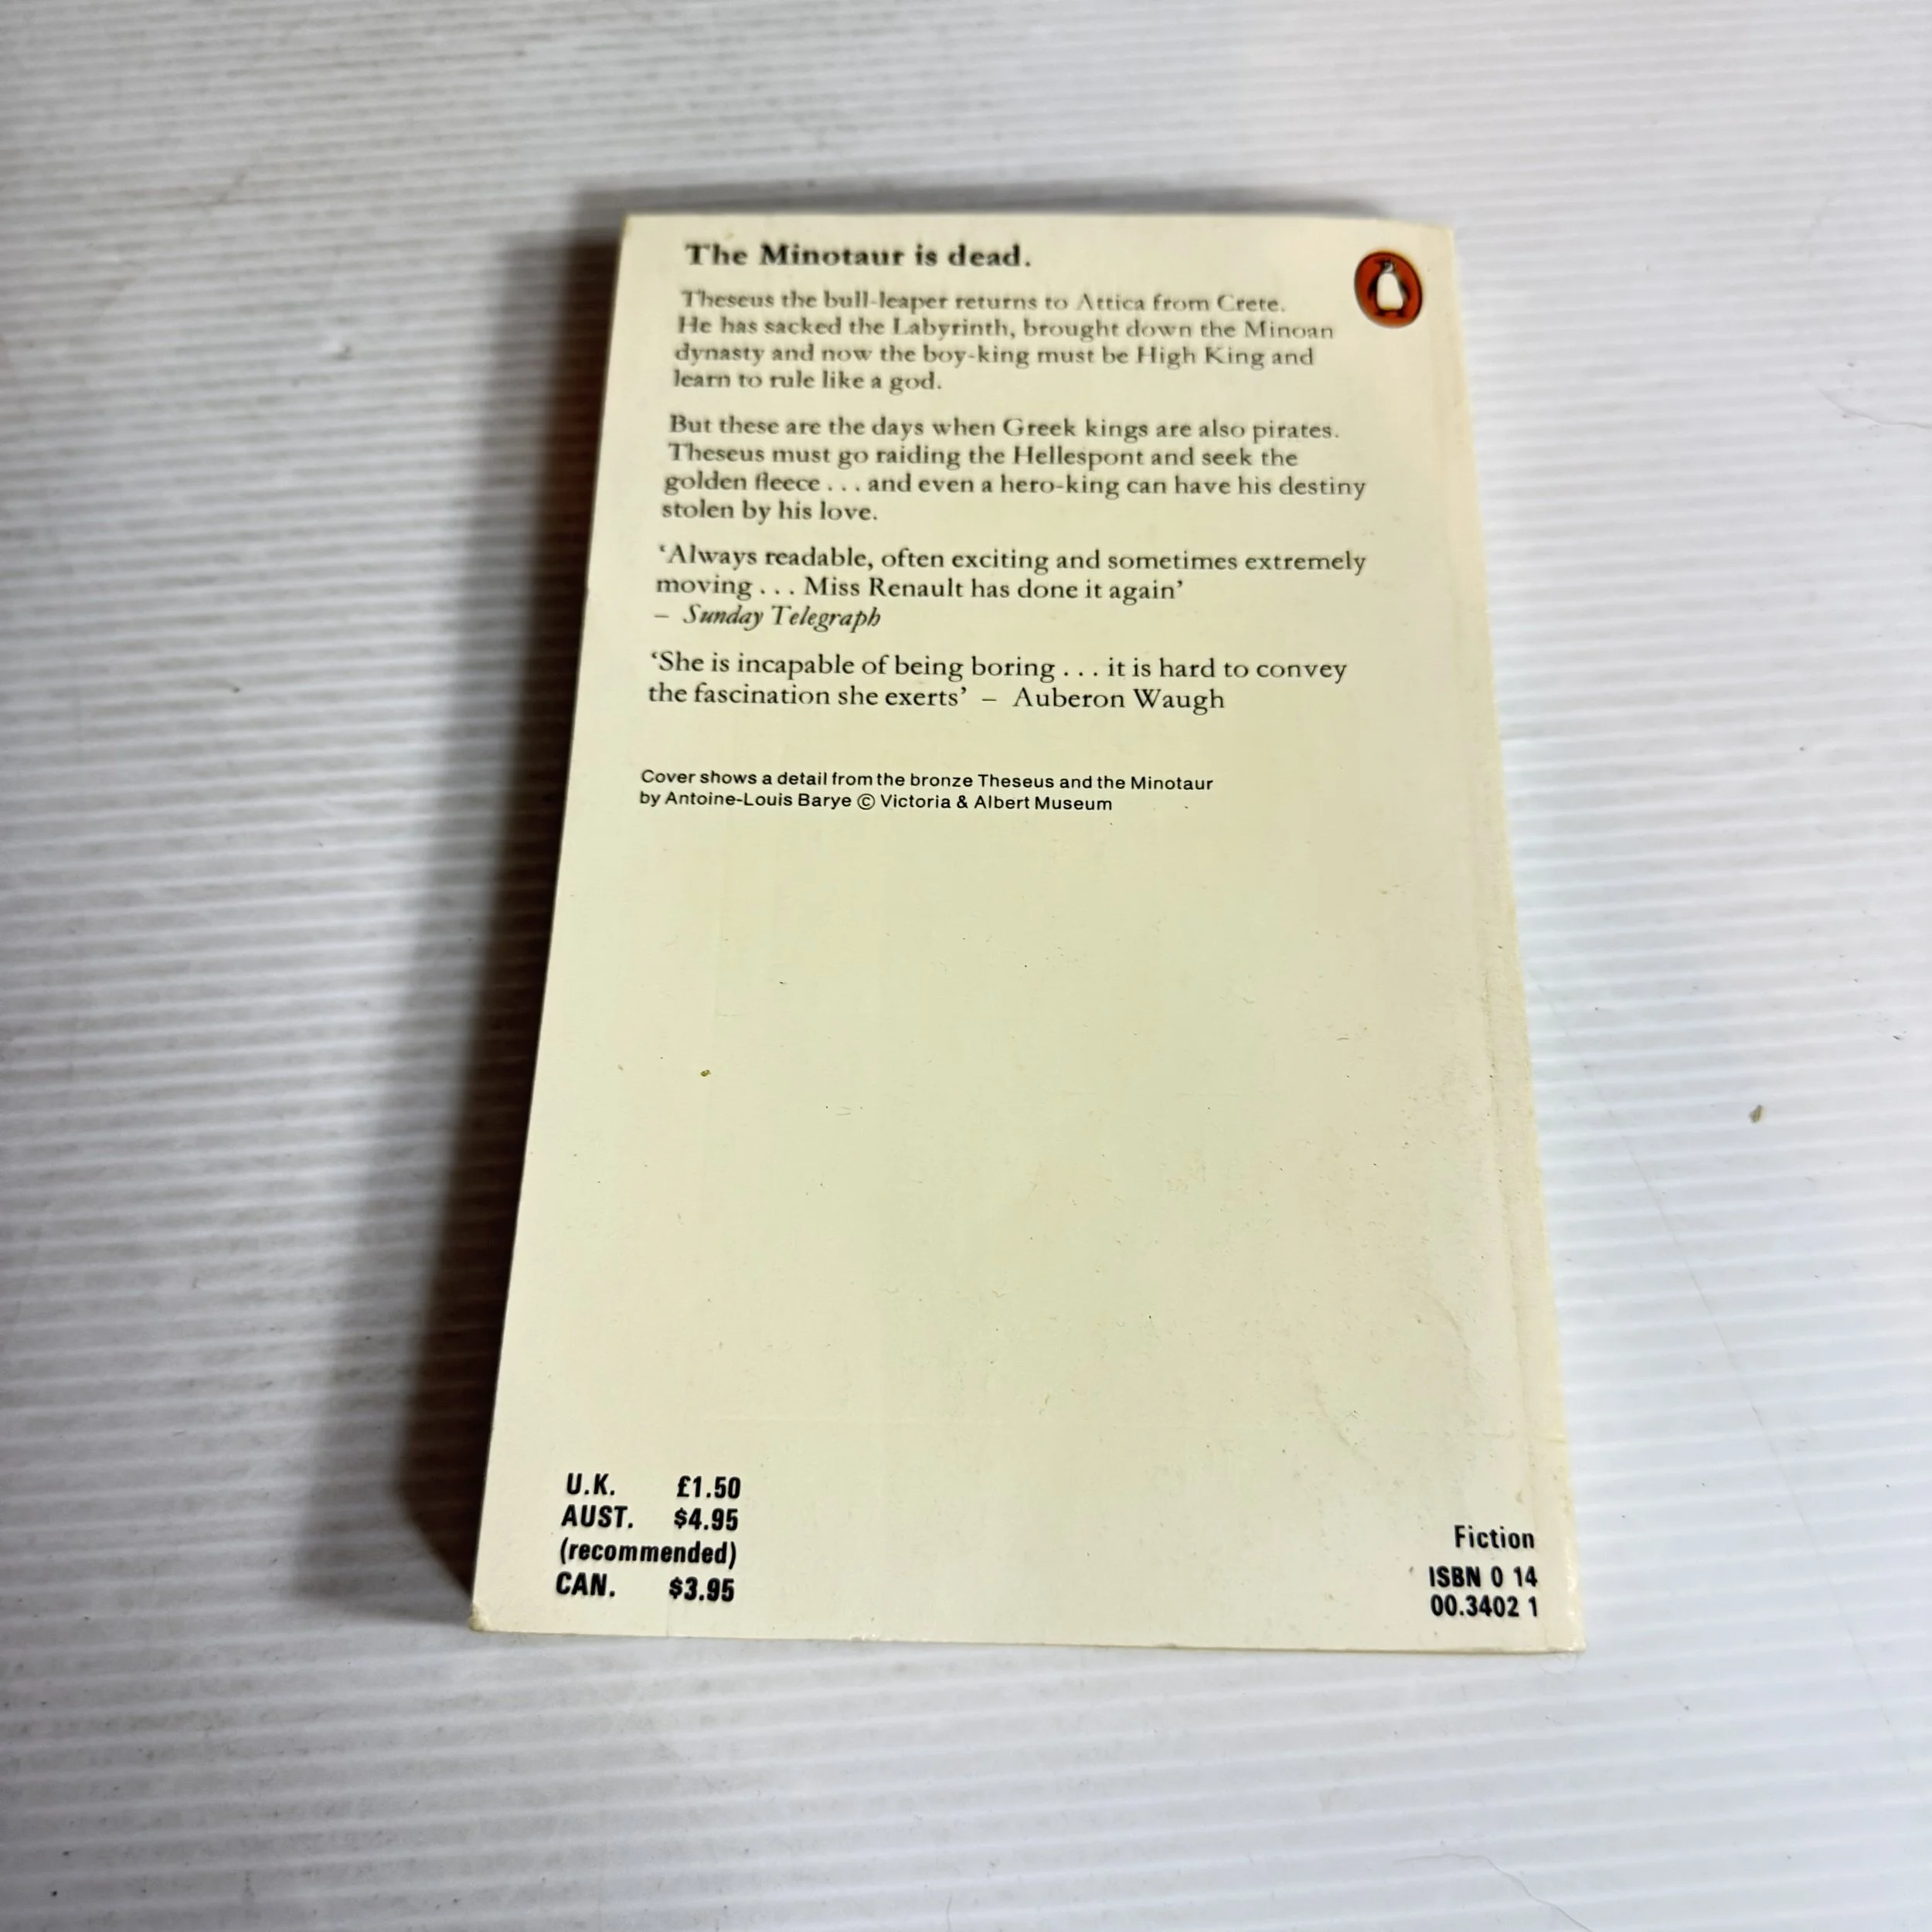 The Minotaur is dead.
Theseus the bull-leaper returns to Attica from Crete.
He has sacked the Labyrinth, brought down the Minoan
dynasty and now the boy-king must be High King and
learn to rule like a god.
But these are the days when Greek kings are also pirates.
Theseus must go raiding the Hellespont and seek the
golden fleece . . . and even a hero-king can have his destiny
stolen by his love.
‘Always readable, often exciting and sometimes extremely
moving . . . Miss Renault has done it again’
– Sunday Telegraph
‘She is incapable of being boring . . . it is hard to convey
the fascination she exerts’ – Auberon Waugh
Cover shows a detail from the bronze Theseus and the Minotaur
by Antoine-Louis Barye © Victoria & Albert Museum
U.K. £1.50
AUST. $4.95
(recommended)
CAN. $3.95
Fiction
ISBN 0 14
00.3402 1